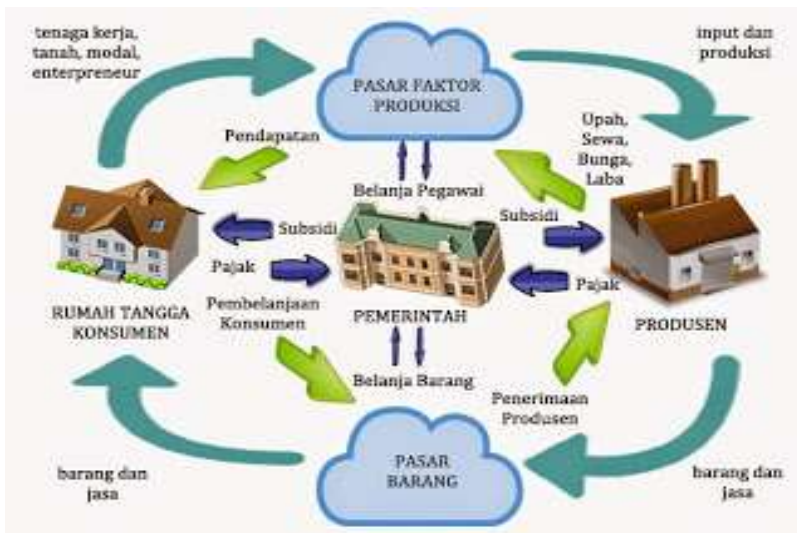 tenaga kerja,
tanah, modal,
enterpreneur
PASAR FAKTOR
PRODUKSI
input dan
produksi
Pendapatan
Upah,
Sewa,
Bunga,
Laba
Belanja Pegawai
Subsidi
Subsidi
Pajak
Pajak
RUMAH TANGGA
KONSUMEN
Pembelanjaan
Konsumen
PEMERINTAH
PRODUSEN
Belanja Barang
Penerimaan
Produsen
barang dan
jasa
PASAR
BARANG
barang dan
jasa